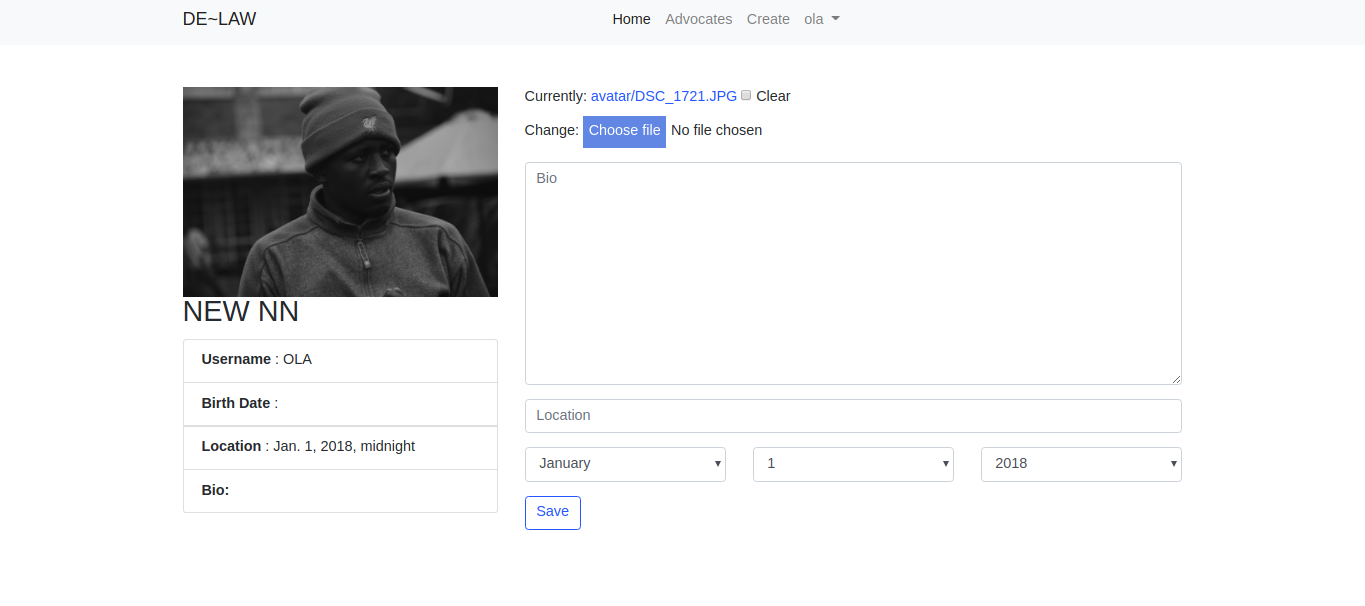 DE~LAW
Home Advocates Create ola
Currently: avatar/DSC_1721.JPG Clear
Change: Choose file No file chosen
NEW NN
Username : OLA
Birth Date :
Location : Jan. 1, 2018, midnight
Bio:
Bio
Location
January 1 2018
Save